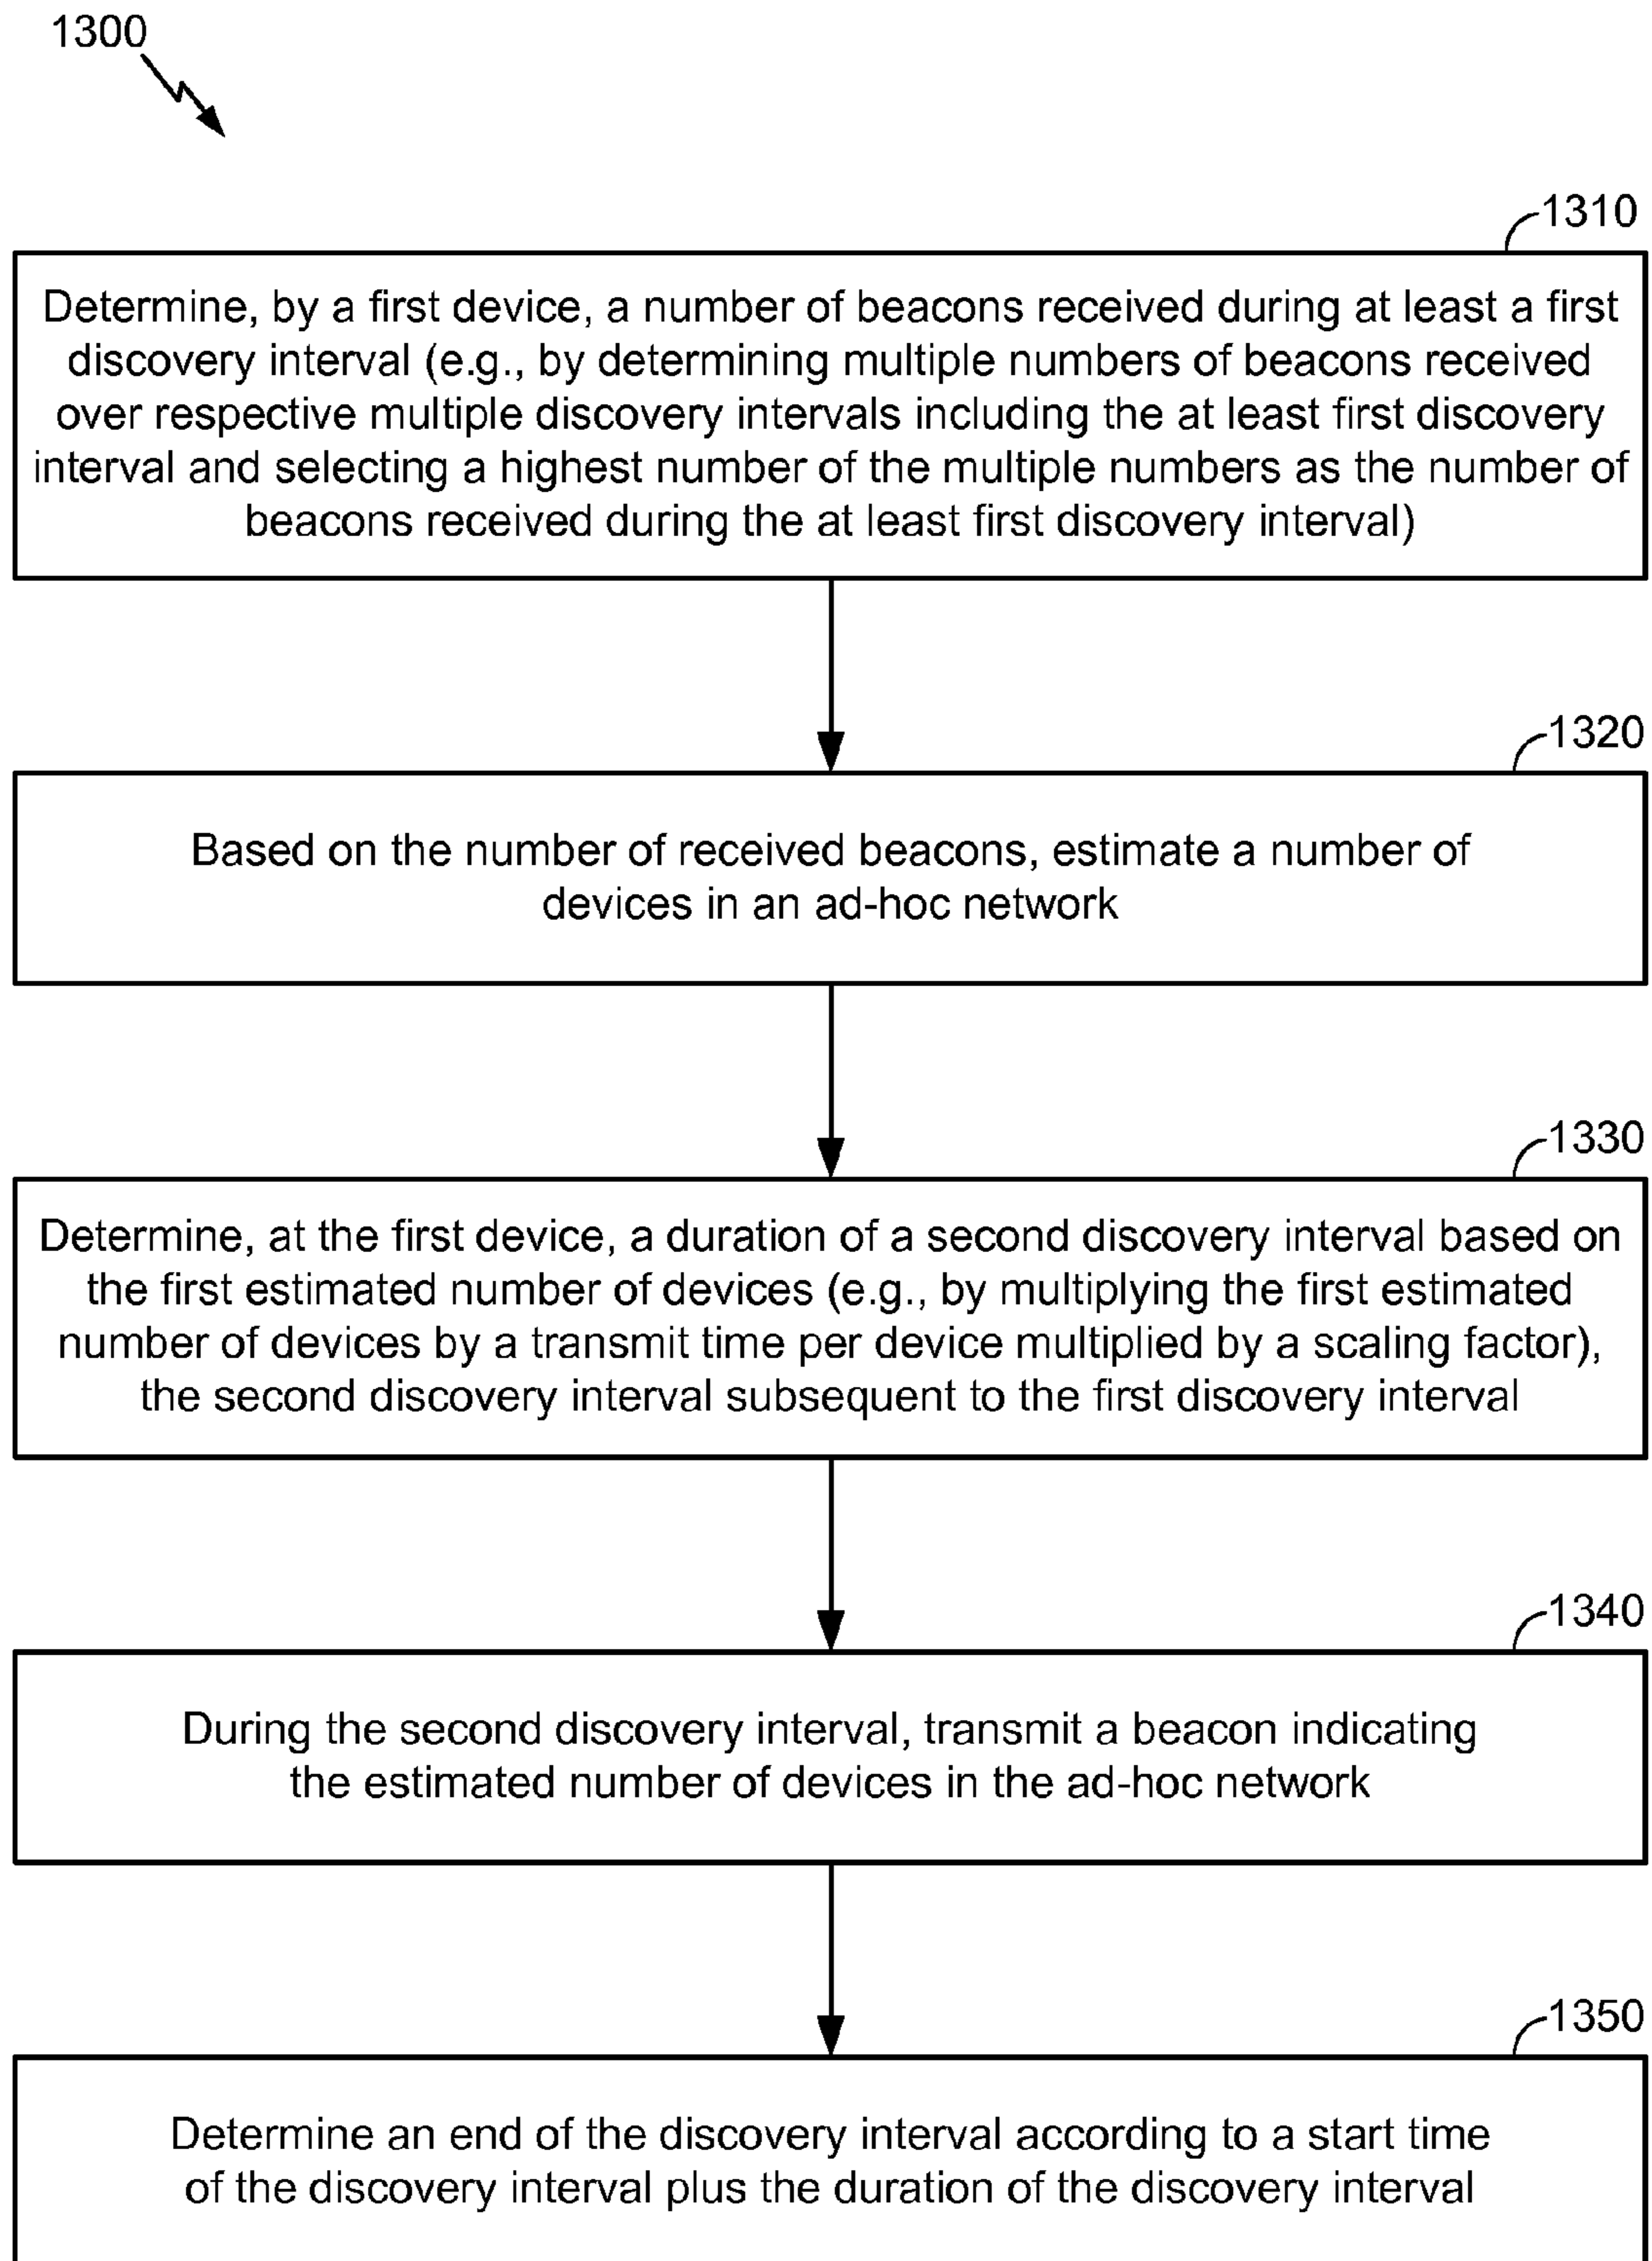 1300
1310
Determine, by a first device, a number of beacons received during at least a first
discovery interval (e.g., by determining multiple numbers of beacons received
over respective multiple discovery intervals including the at least first discovery
interval and selecting a highest number of the multiple numbers as the number of
beacons received during the at least first discovery interval)
1320
Based on the number of received beacons, estimate a number of
devices in an ad-hoc network
1330
Determine, at the first device, a duration of a second discovery interval based on
the first estimated number of devices (e.g., by multiplying the first estimated
number of devices by a transmit time per device multiplied by a scaling factor),
the second discovery interval subsequent to the first discovery interval
1340
During the second discovery interval, transmit a beacon indicating
the estimated number of devices in the ad-hoc network
1350
Determine an end of the discovery interval according to a start time
of the discovery interval plus the duration of the discovery interval